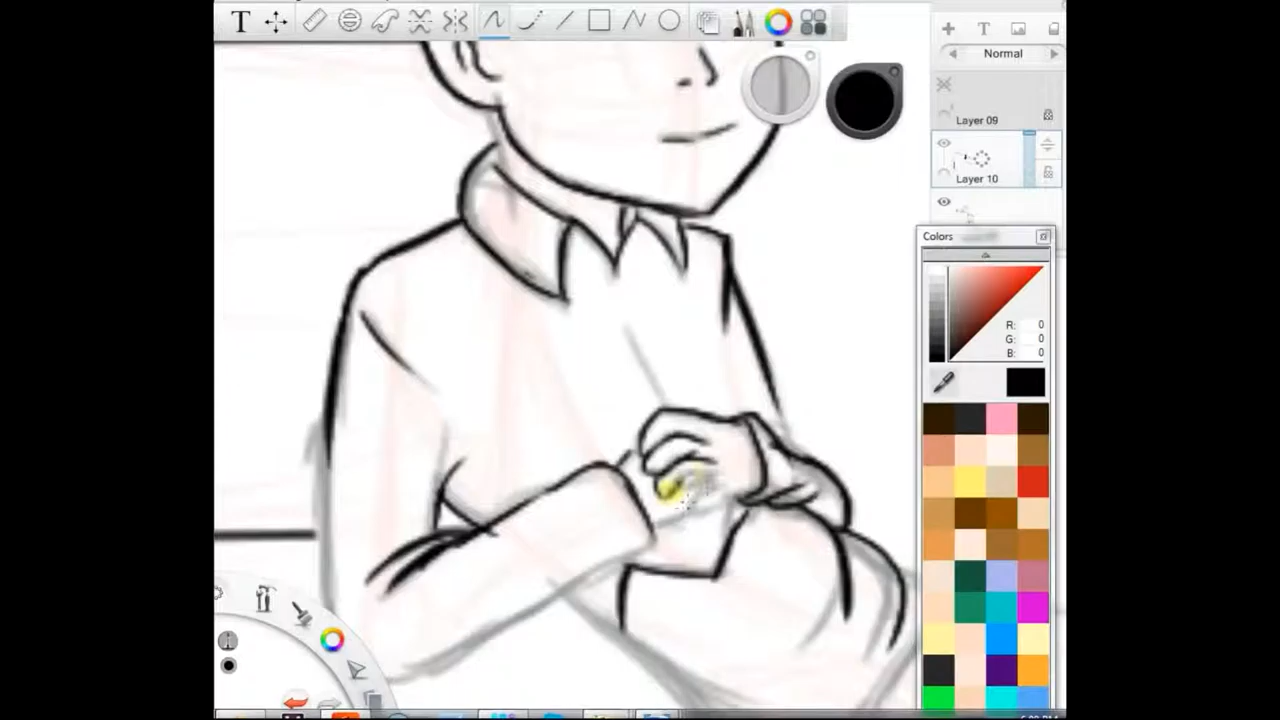 T
T
Normal
Layer 09
Layer 10
Colors
R: 0
G: 0
B: 0